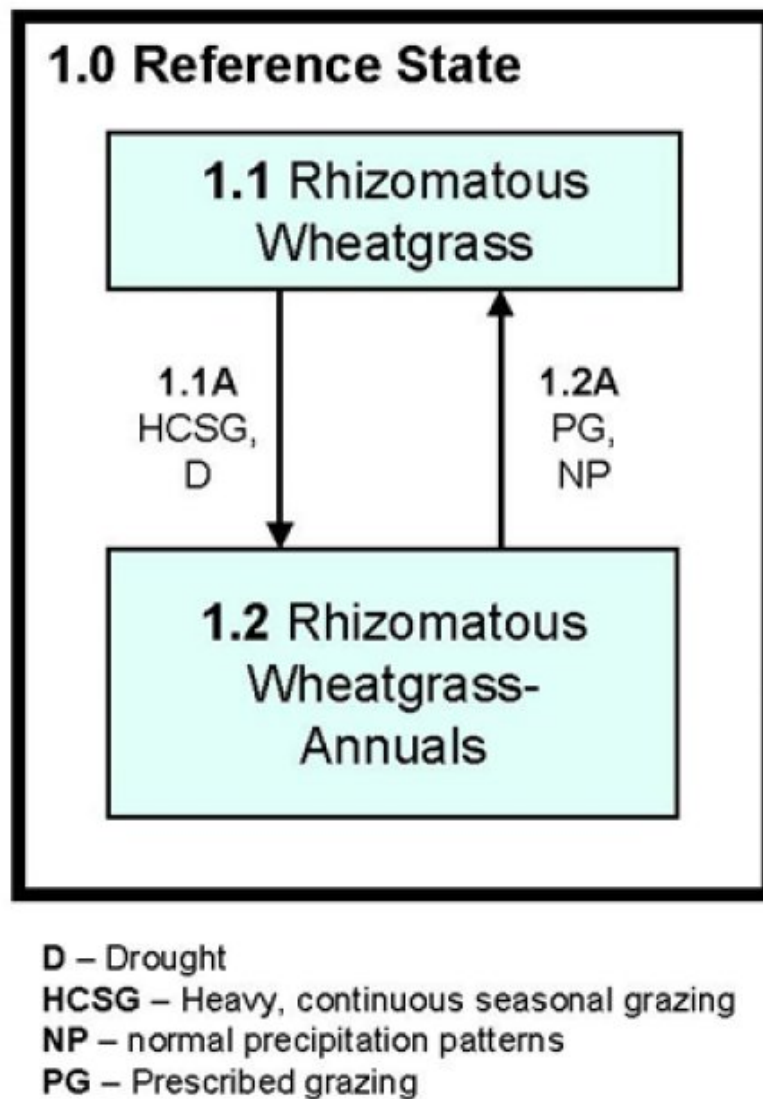 1.0 Reference State
1.1 Rhizomatous
Wheatgrass
1.1A
HCSG,
D
1.2A
PG,
NP
1.2 Rhizomatous
Wheatgrass-
Annuals
D – Drought
HCSG – Heavy, continuous seasonal grazing
NP – normal precipitation patterns
PG – Prescribed grazing